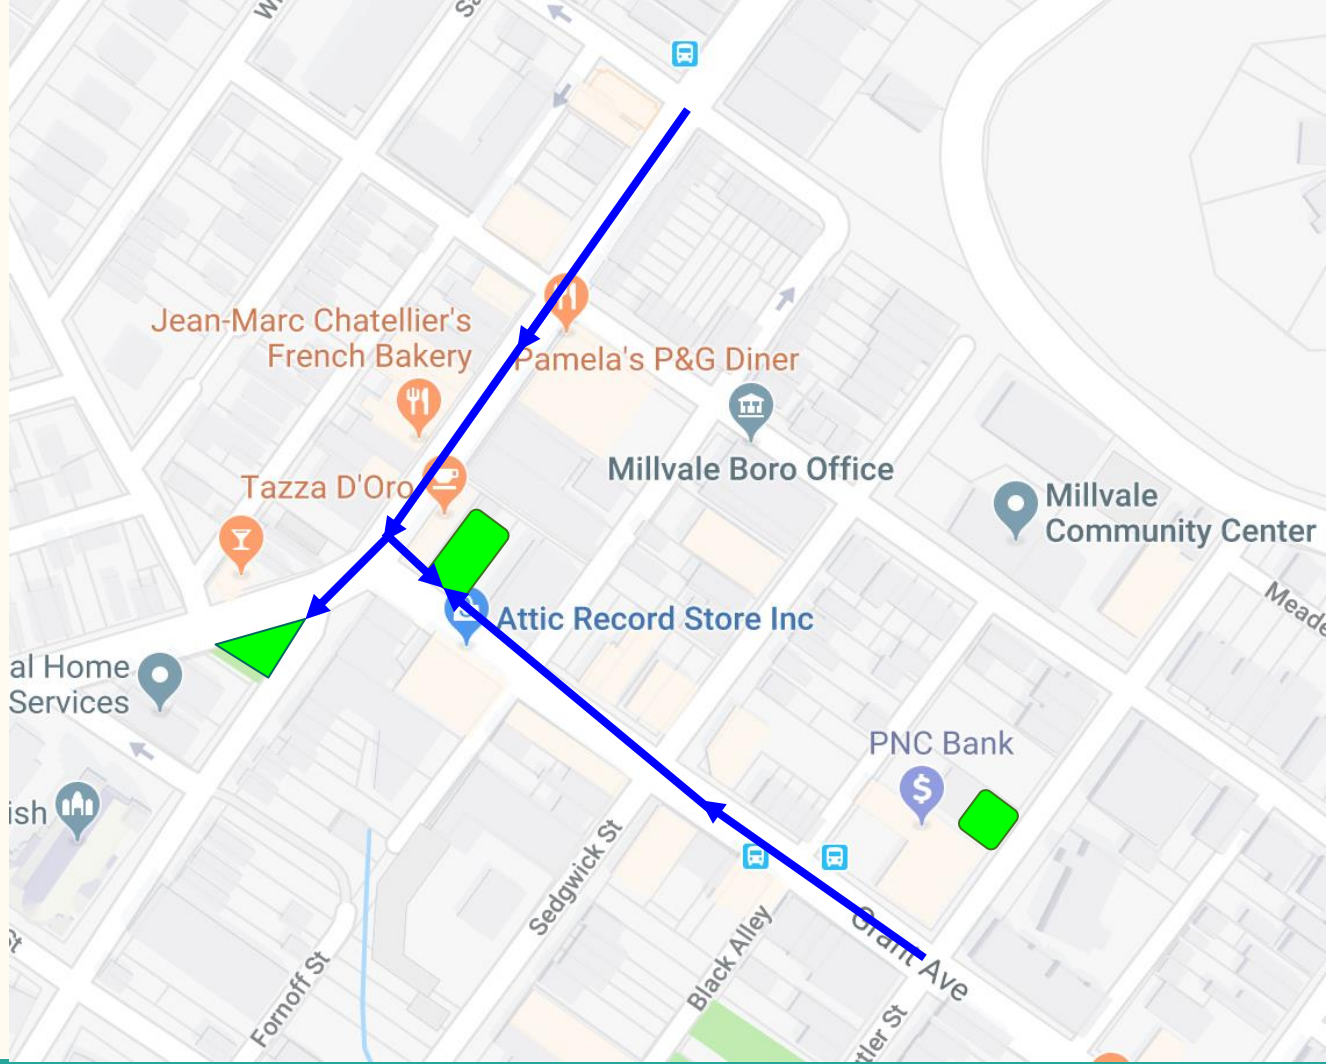 Jean-Marc Chatellier's
French Bakery
Pamela's P&G Diner
Millvale Boro Office
Tazza D'Oro
Millvale
Community Center
Attic Record Store Inc
al Home
Services
PNC Bank
ish
Sedgwick St
Black Alley
Grant Ave
Fornoff St